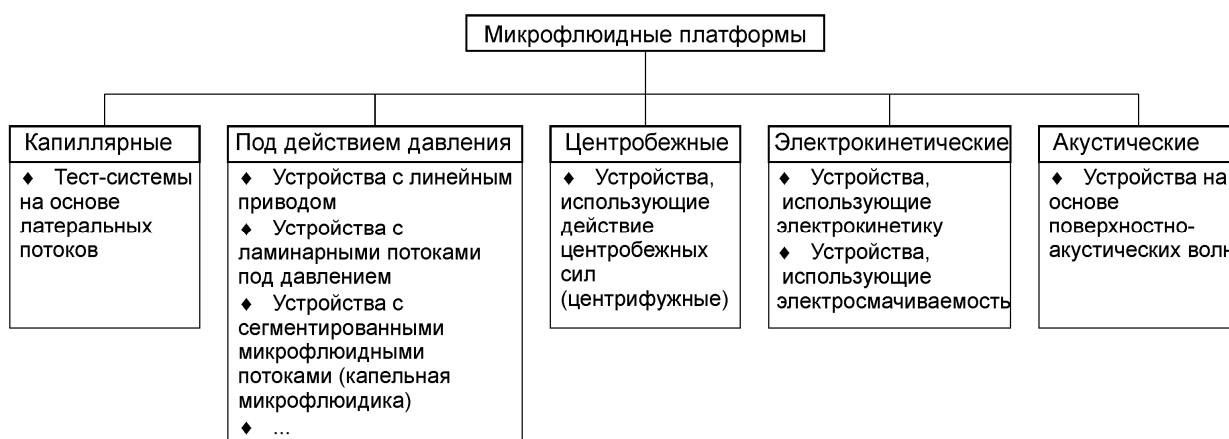 Микрофлюидные платформы
Капиллярные
♦ Тест-системы
на основе
латеральных
потоков
Под действием давления
♦ Устройства с линейным
приводом
♦ Устройства с
ламинарными потоками
под давлением
♦ Устройства с
сегментированными
микрофлюидными
потоками (капельная
микрофлюидика)
♦ ...
Центробежные
♦ Устройства,
использующие
действие
центробежных
сил
(центрифужные)
Электрокинетические
♦ Устройства,
использующие
электрокинетику
♦ Устройства,
использующие
электросмачиваемость
Акустические
♦ Устройства на
основе
поверхностно-
акустических волн